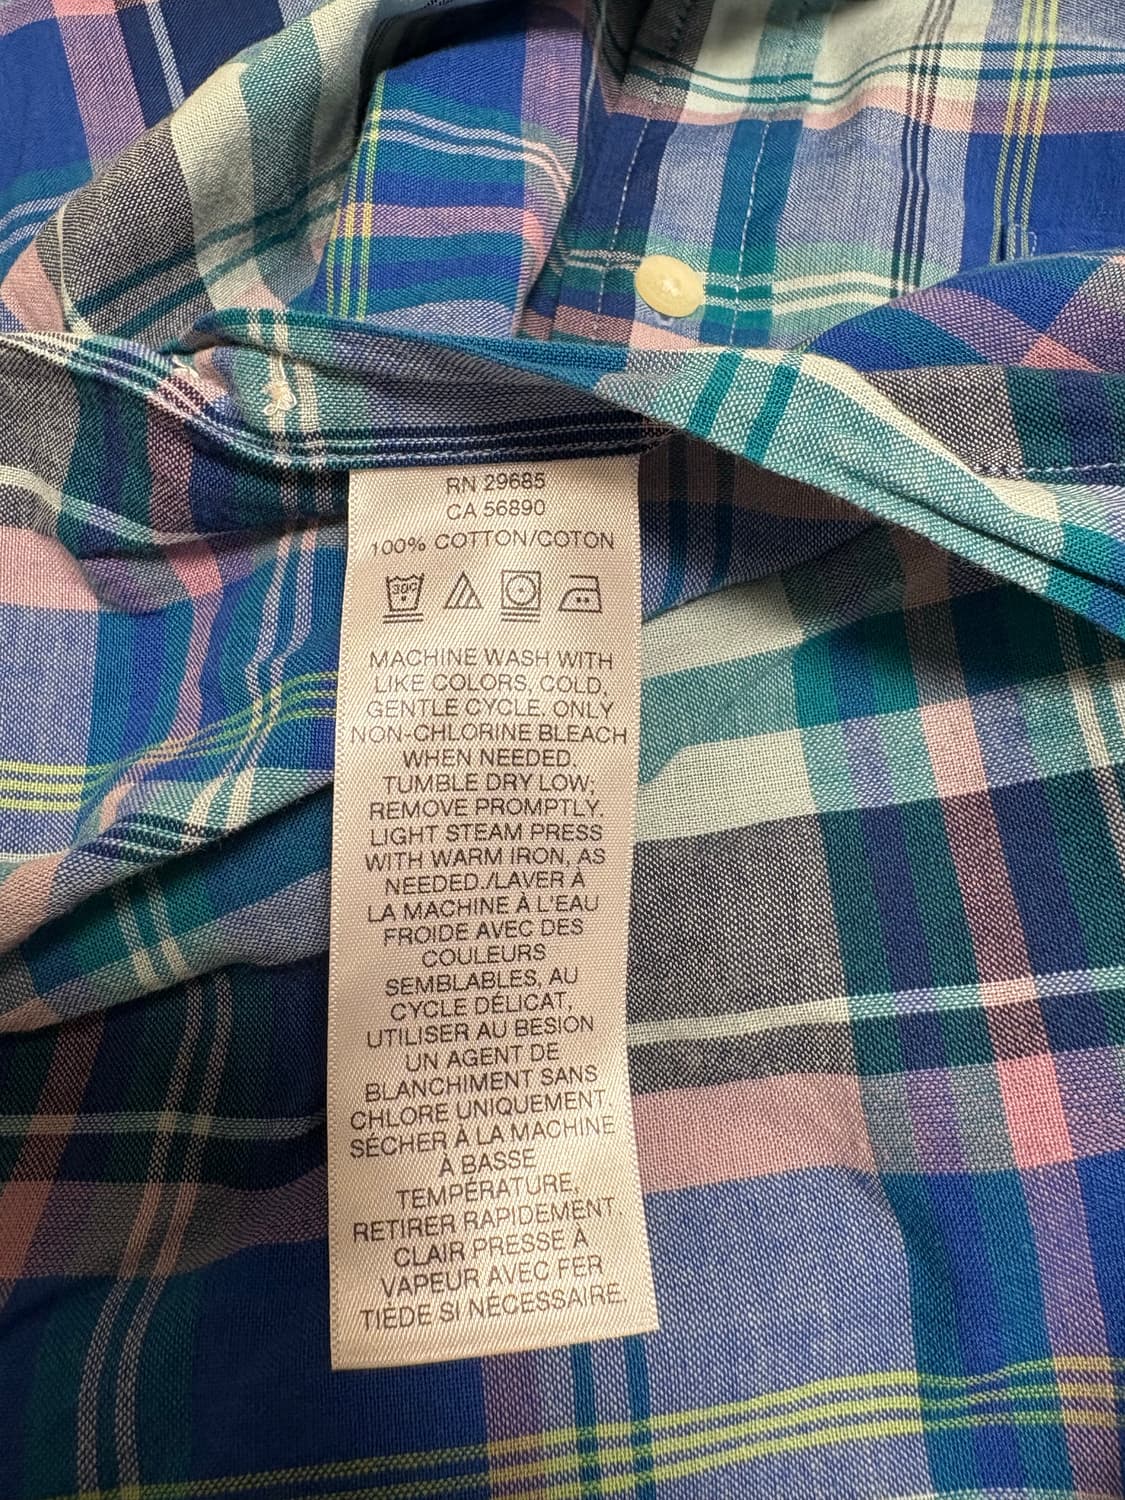 RN 29685
CA 56890
100% COTTON/COTON
30C
MACHINE WASH WITH
LIKE COLORS, COLD,
GENTLE CYCLE. ONLY
NON-CHLORINE BLEACH
WHEN NEEDED.
TUMBLE DRY LOW;
REMOVE PROMPTLY.
LIGHT STEAM PRESS
WITH WARM IRON, AS
NEEDED./LAVER À
LA MACHINE À L'EAU
FROIDE AVEC DES
COULEURS
SEMBLABLES, AU
CYCLE DÉLICAT,
UTILISER AU BESION
UN AGENT DE
BLANCHIMENT SANS
CHLORE UNIQUEMENT.
SÉCHER À LA MACHINE
À BASSE
TEMPÉRATURE,
RETIRER RAPIDEMENT.
CLAIR PRESSE À
VAPEUR AVEC FER
TIÈDE SI NÉCESSAIRE.